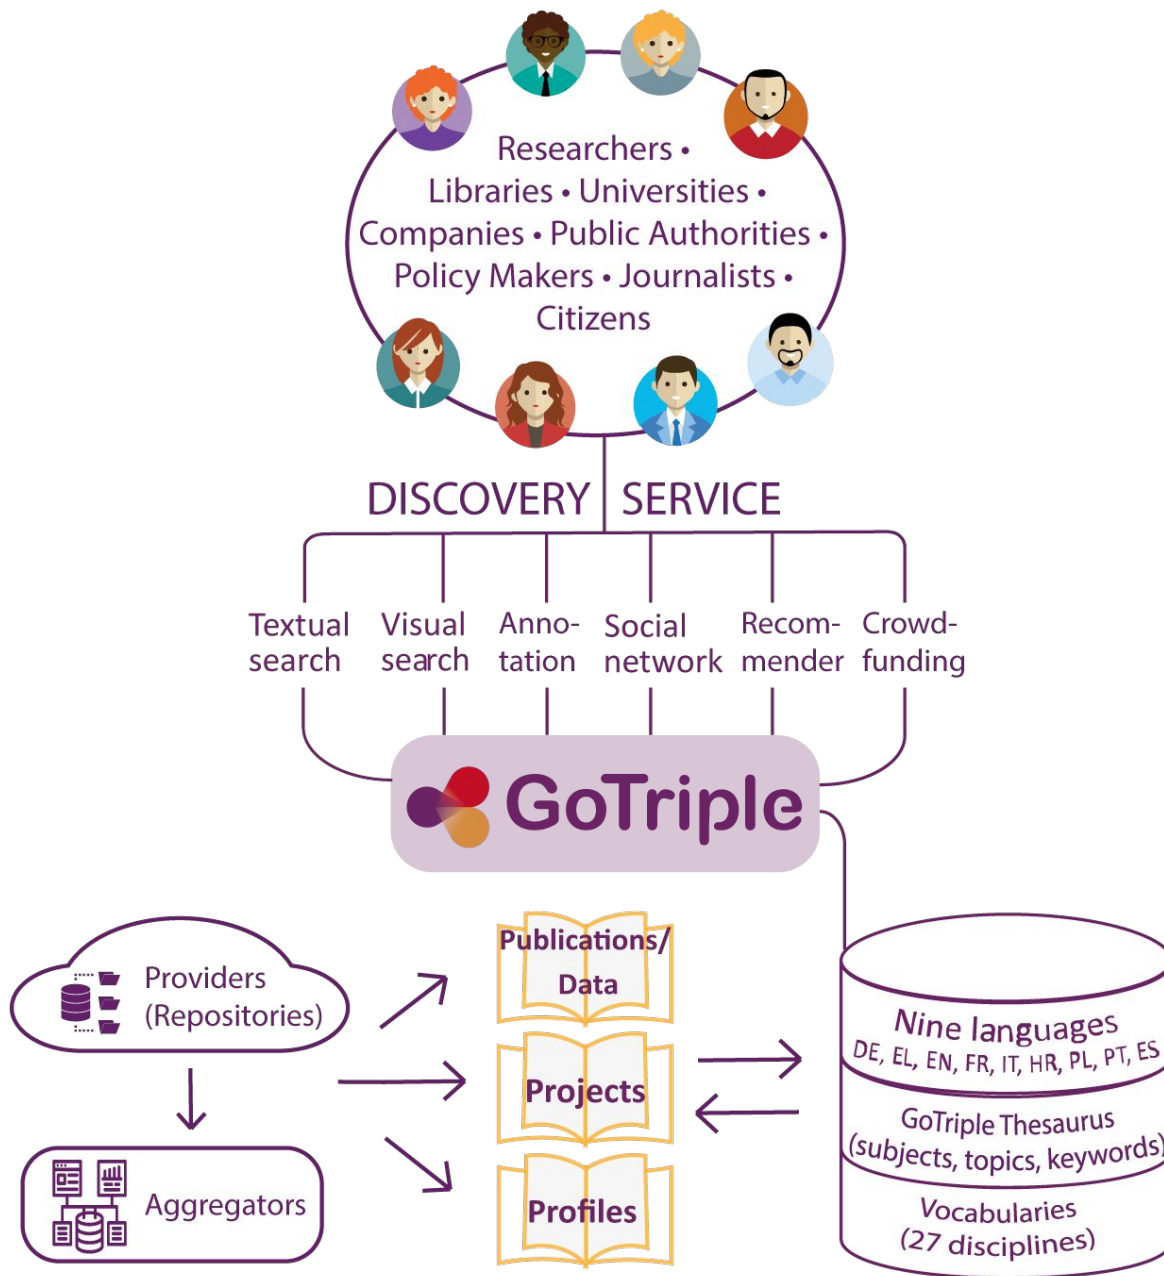 Researchers •
Libraries • Universities •
Companies • Public Authorities •
Policy Makers • Journalists •
Citizens
DISCOVERY SERVICE
Textual
search
Visual
search
Anno-
tation
Social
network
Recom-
mender
Crowd-
funding
GoTriple
Providers
(Repositories)
Aggregators
Publications/
Data
Projects
Profiles
Nine languages
DE, EL, EN, FR, IT, HR, PL, PT, ES
GoTriple Thesaurus
(subjects, topics, keywords)
Vocabularies
(27 disciplines)